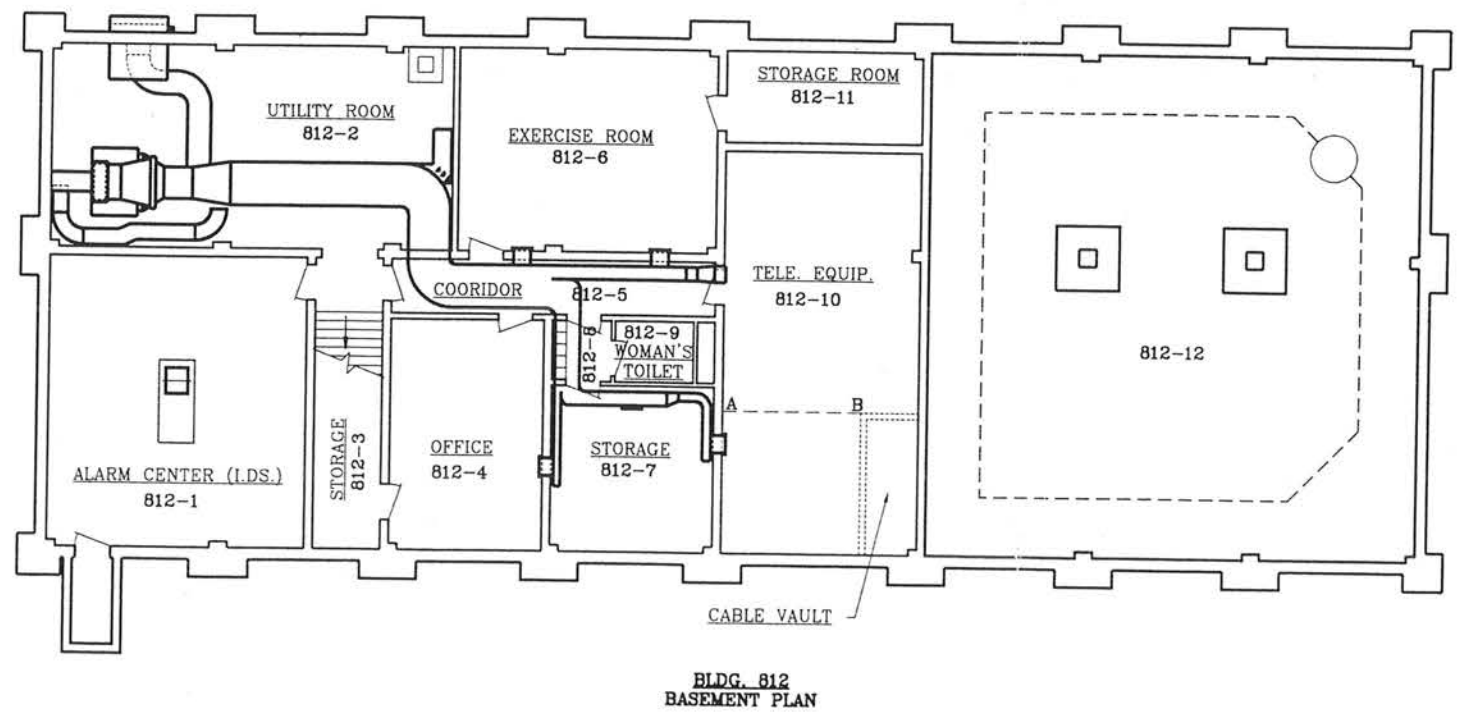 UTILITY ROOM
812-2
EXERCISE ROOM
812-6
STORAGE ROOM
812-11
TELE. EQUIP.
812-10
812-12
COORIDOR
812-5
812-8
812-9
WOMAN'S
TOILET
A
B
ALARM CENTER (I.DS.)
812-1
STORAGE
812-3
OFFICE
812-4
STORAGE
812-7
CABLE VAULT
BLDG. 812
BASEMENT PLAN